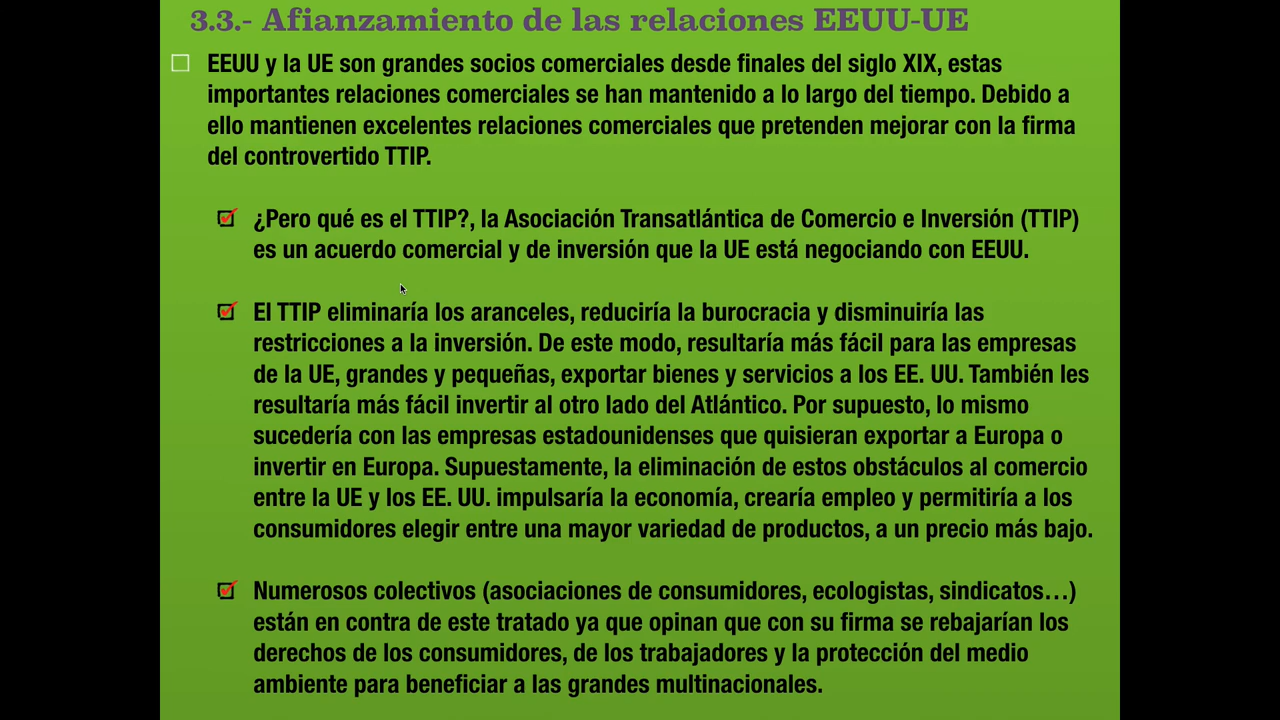 3.3.- Afianzamiento de las relaciones EEUU-UE
EEUU y la UE son grandes socios comerciales desde finales del siglo XIX, estas
importantes relaciones comerciales se han mantenido a lo largo del tiempo. Debido a
ello mantienen excelentes relaciones comerciales que pretenden mejorar con la firma
del controvertido TTIP.
¿Pero qué es el TTIP?, la Asociación Transatlántica de Comercio e Inversión (TTIP)
es un acuerdo comercial y de inversión que la UE está negociando con EEUU.
El TTIP eliminaría los aranceles, reduciría la burocracia y disminuiría las
restricciones a la inversión. De este modo, resultaría más fácil para las empresas
de la UE, grandes y pequeñas, exportar bienes y servicios a los EE. UU. También les
resultaría más fácil invertir al otro lado del Atlántico. Por supuesto, lo mismo
sucedería con las empresas estadounidenses que quisieran exportar a Europa o
invertir en Europa. Supuestamente, la eliminación de estos obstáculos al comercio
entre la UE y los EE. UU. impulsaría la economía, crearía empleo y permitiría a los
consumidores elegir entre una mayor variedad de productos, a un precio más bajo.
Numerosos colectivos (asociaciones de consumidores, ecologistas, sindicatos…)
están en contra de este tratado ya que opinan que con su firma se rebajarían los
derechos de los consumidores, de los trabajadores y la protección del medio
ambiente para beneficiar a las grandes multinacionales.